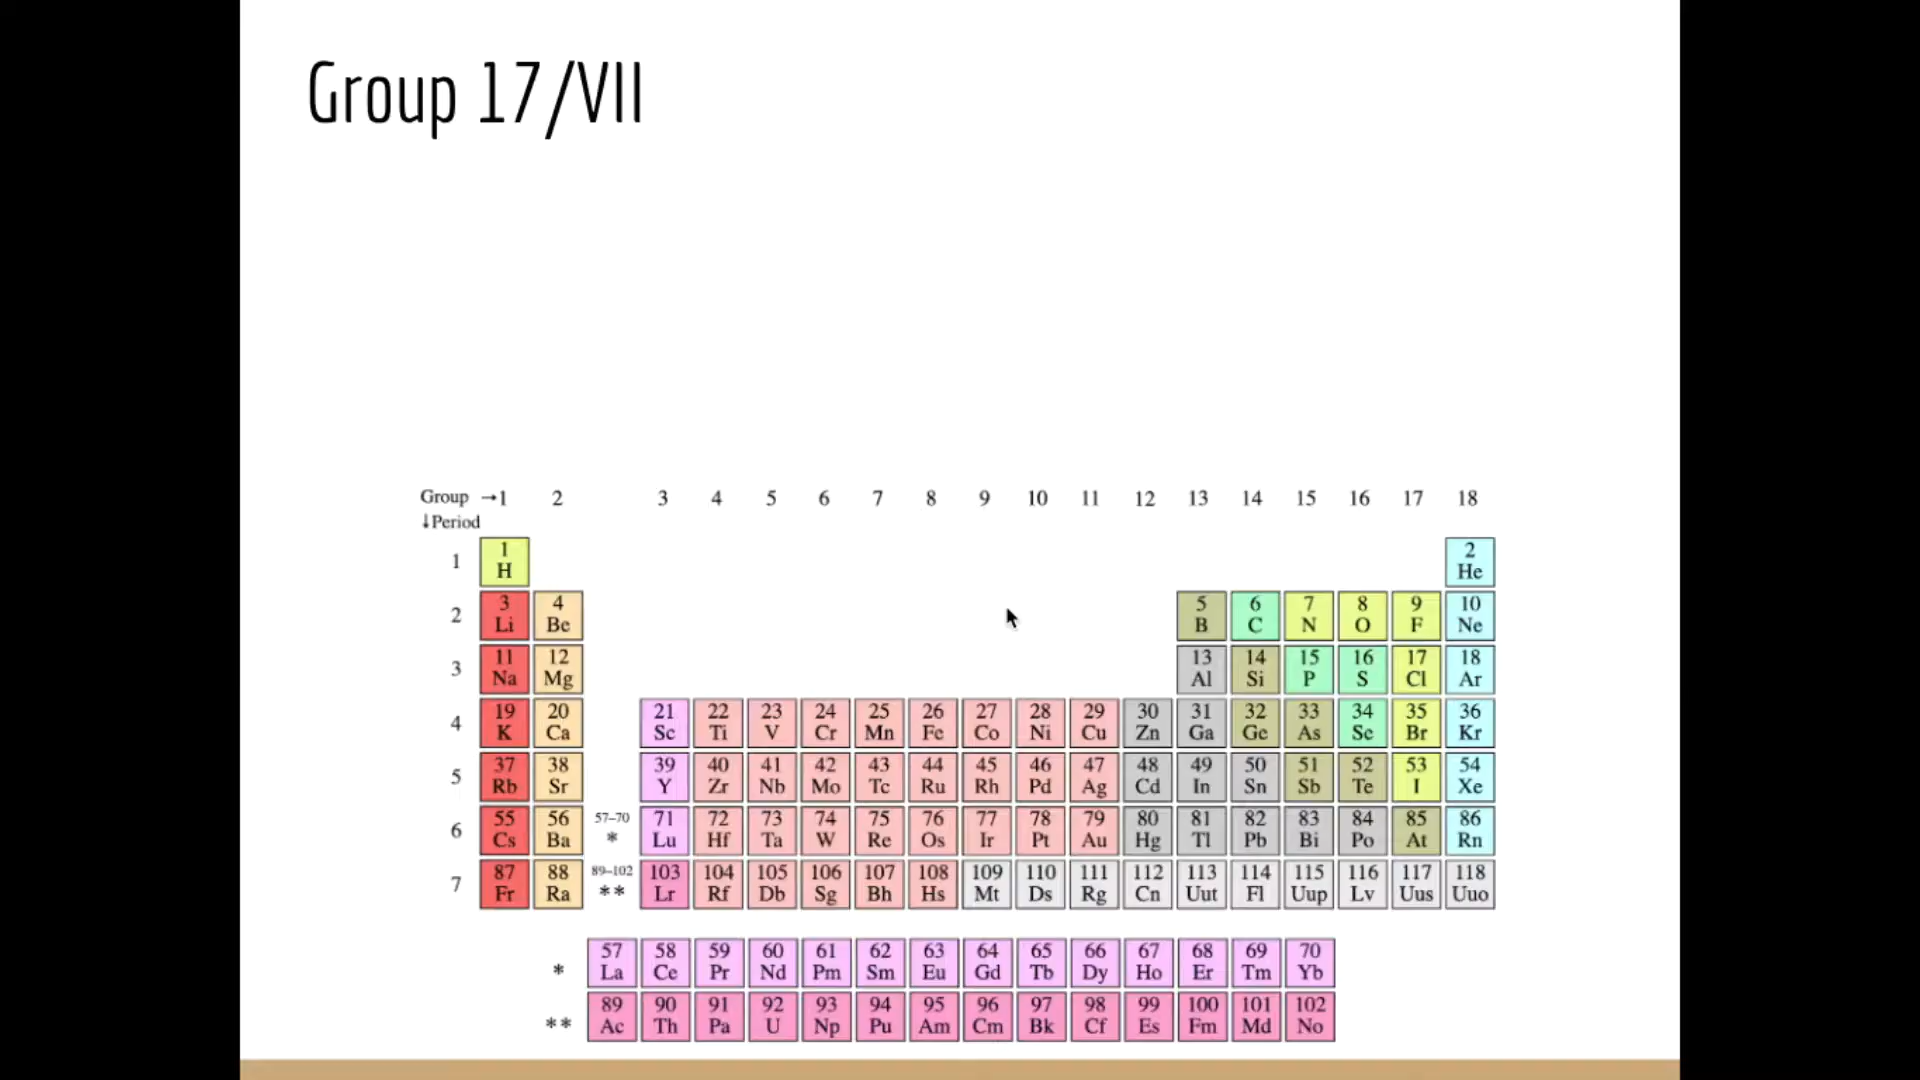 Group 17/VII
Group →1 2 3 4 5 6 7 8 9 10 11 12 13 14 15 16 17 18
↓Period
1 1 H 2 He
2 3 Li 4 Be 5 B 6 C 7 N 8 O 9 F 10 Ne
3 11 Na 12 Mg 13 Al 14 Si 15 P 16 S 17 Cl 18 Ar
4 19 K 20 Ca 21 Sc 22 Ti 23 V 24 Cr 25 Mn 26 Fe 27 Co 28 Ni 29 Cu 30 Zn 31 Ga 32 Ge 33 As 34 Se 35 Br 36 Kr
5 37 Rb 38 Sr 39 Y 40 Zr 41 Nb 42 Mo 43 Tc 44 Ru 45 Rh 46 Pd 47 Ag 48 Cd 49 In 50 Sn 51 Sb 52 Te 53 I 54 Xe
6 55 Cs 56 Ba 57–70 * 71 Lu 72 Hf 73 Ta 74 W 75 Re 76 Os 77 Ir 78 Pt 79 Au 80 Hg 81 Tl 82 Pb 83 Bi 84 Po 85 At 86 Rn
7 87 Fr 88 Ra 89–102 ** 103 Lr 104 Rf 105 Db 106 Sg 107 Bh 108 Hs 109 Mt 110 Ds 111 Rg 112 Cn 113 Uut 114 Fl 115 Uup 116 Lv 117 Uus 118 Uuo
* 57 La 58 Ce 59 Pr 60 Nd 61 Pm 62 Sm 63 Eu 64 Gd 65 Tb 66 Dy 67 Ho 68 Er 69 Tm 70 Yb
** 89 Ac 90 Th 91 Pa 92 U 93 Np 94 Pu 95 Am 96 Cm 97 Bk 98 Cf 99 Es 100 Fm 101 Md 102 No